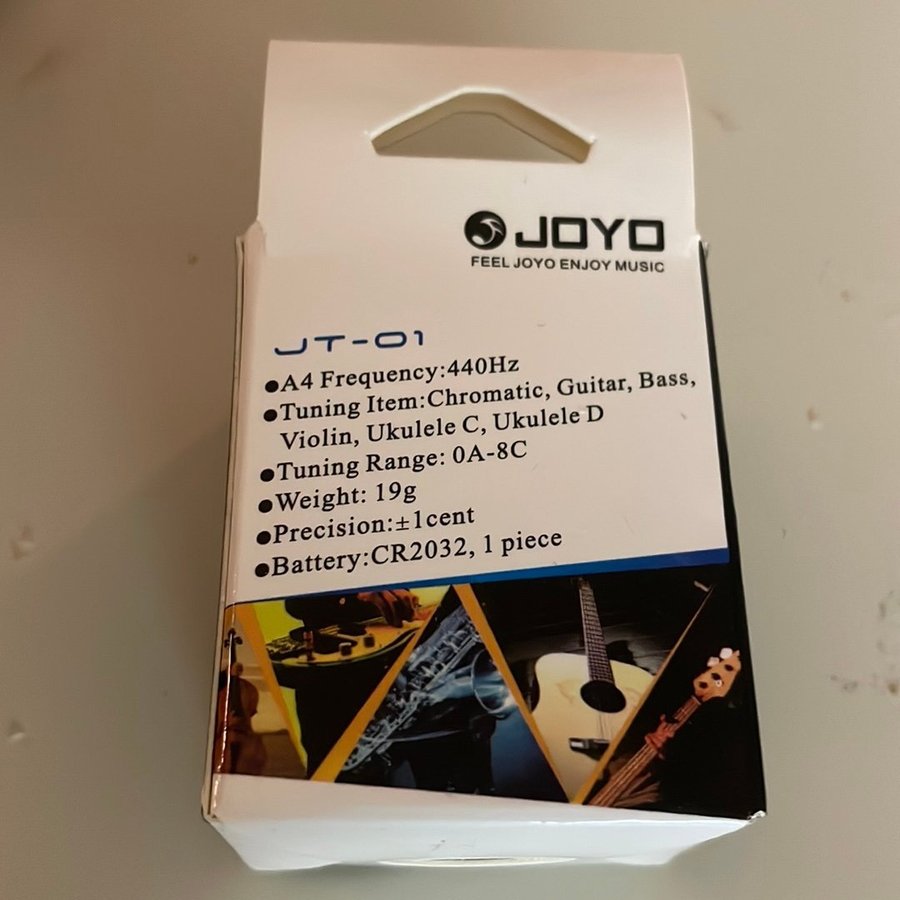 JOYO
FEEL JOYO ENJOY MUSIC
JT-01
●A4 Frequency:440Hz
●Tuning Item:Chromatic, Guitar, Bass,
Violin, Ukulele C, Ukulele D
●Tuning Range: 0A-8C
●Weight: 19g
●Precision:±1cent
●Battery:CR2032, 1 piece